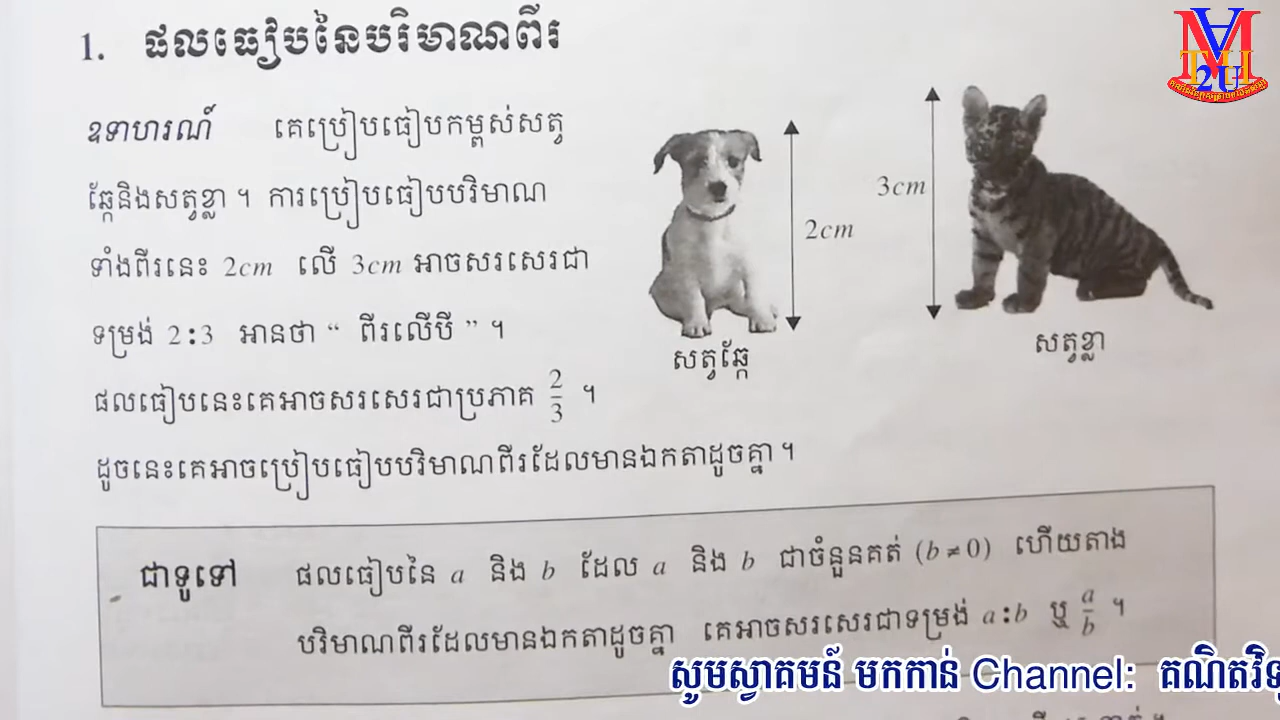 1. ផលធៀបនៃបរិមាណពីរ
ឧទាហរណ៍ គេប្រៀបធៀបកម្ពស់សត្វ
ឆ្កែនិងសត្វខ្លា ។ ការប្រៀបធៀបបរិមាណ
ទាំងពីរនេះ 2cm លើ 3cm អាចសរសេរជា
ទម្រង់ 2:3 អានថា “ ពីរលើបី ” ។
ផលធៀបនេះគេអាចសរសេរជាប្រភាគ 2/3 ។
ដូចនេះគេអាចប្រៀបធៀបបរិមាណពីរដែលមានឯកតាដូចគ្នា ។
2cm
3cm
សត្វឆ្កែ
សត្វខ្លា
ជាទូទៅ ផលធៀបនៃ a និង b ដែល a និង b ជាចំនួនគត់ (b ≠ 0) ហើយតាង
បរិមាណពីរដែលមានឯកតាដូចគ្នា គេអាចសរសេរជាទម្រង់ a:b ឬ a/b ។
សូមស្វាគមន៍ មកកាន់ Channel: គណិតវិទ្យ
MATH
2U